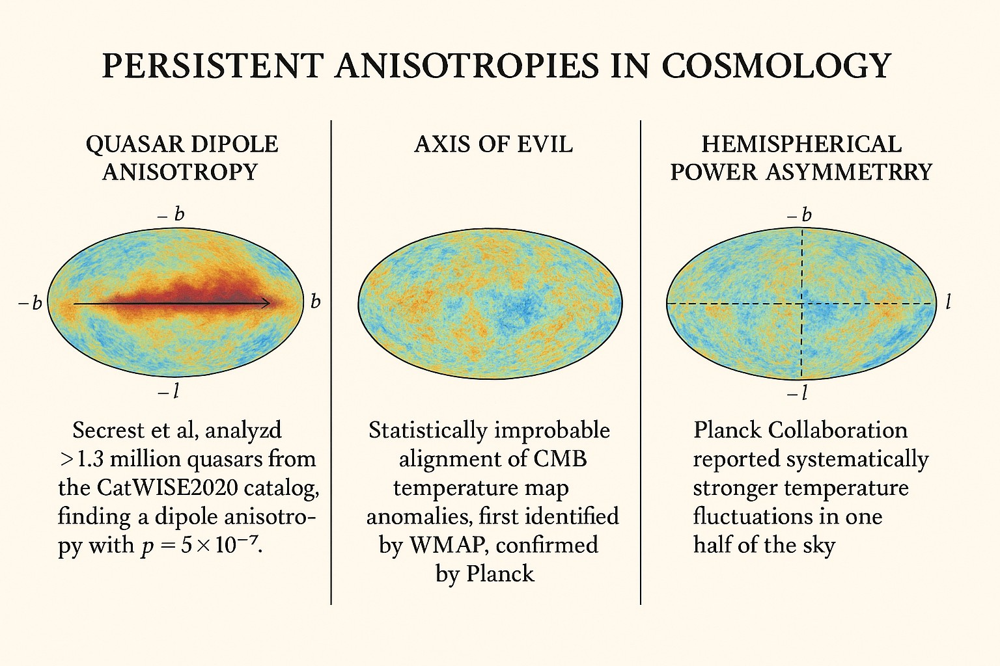 PERSISTENT ANISOTROPIES IN COSMOLOGY
QUASAR DIPOLE
ANISOTROPY
– b
– b
b
– l
Secrest et al, analyzd
>1.3 million quasars from
the CatWISE2020 catalog,
finding a dipole anisotro-
py with p = 5×10⁻⁷.
AXIS OF EVIL
Statistically improbable
alignment of CMB
temperature map
anomalies, first identified
by WMAP, confirmed
by Planck
HEMISPHERICAL
POWER ASYMMETRRY
– b
l
– l
Planck Collaboration
reported systematically
stronger temperature
fluctuations in one
half of the sky